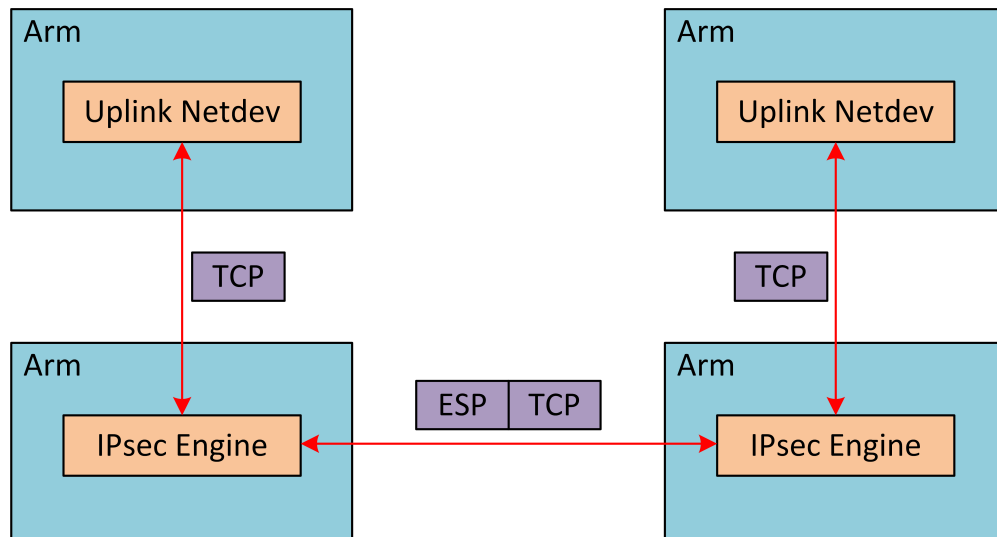 Arm
Uplink Netdev
Arm
Uplink Netdev
TCP
TCP
Arm
IPsec Engine
ESP TCP
Arm
IPsec Engine